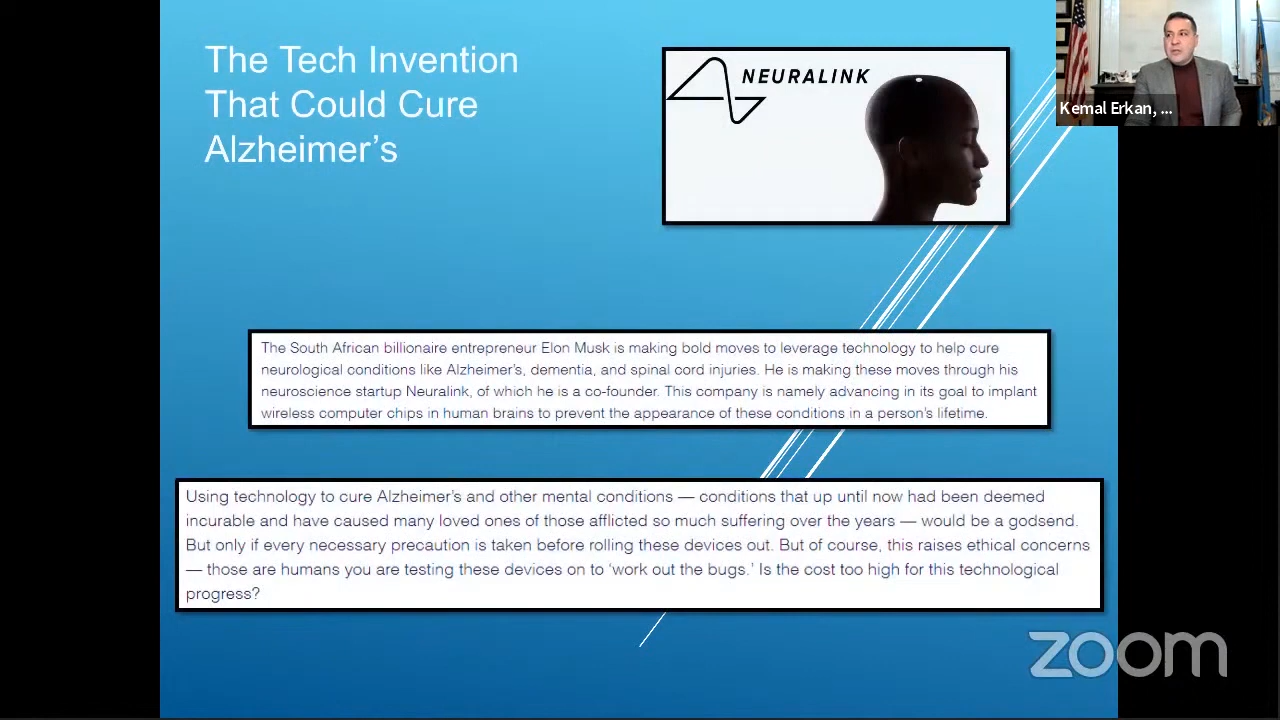 The Tech Invention
That Could Cure
Alzheimer's
NEURALINK
Kemal Erkan, ...
The South African billionaire entrepreneur Elon Musk is making bold moves to leverage technology to help cure
neurological conditions like Alzheimer's, dementia, and spinal cord injuries. He is making these moves through his
neuroscience startup Neuralink, of which he is a co-founder. This company is namely advancing in its goal to implant
wireless computer chips in human brains to prevent the appearance of these conditions in a person's lifetime.
Using technology to cure Alzheimer's and other mental conditions — conditions that up until now had been deemed
incurable and have caused many loved ones of those afflicted so much suffering over the years — would be a godsend.
But only if every necessary precaution is taken before rolling these devices out. But of course, this raises ethical concerns
— those are humans you are testing these devices on to 'work out the bugs.' Is the cost too high for this technological
progress?
zoom